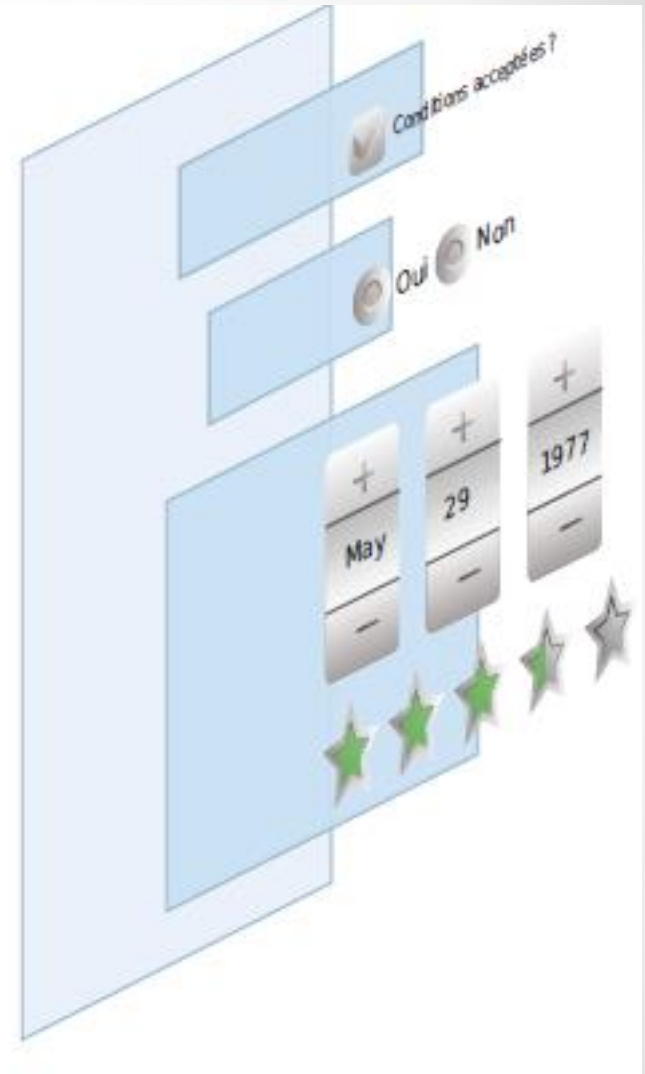 Conditions acceptées ?
Oui Non
+ + +
May 29 1977
− − −